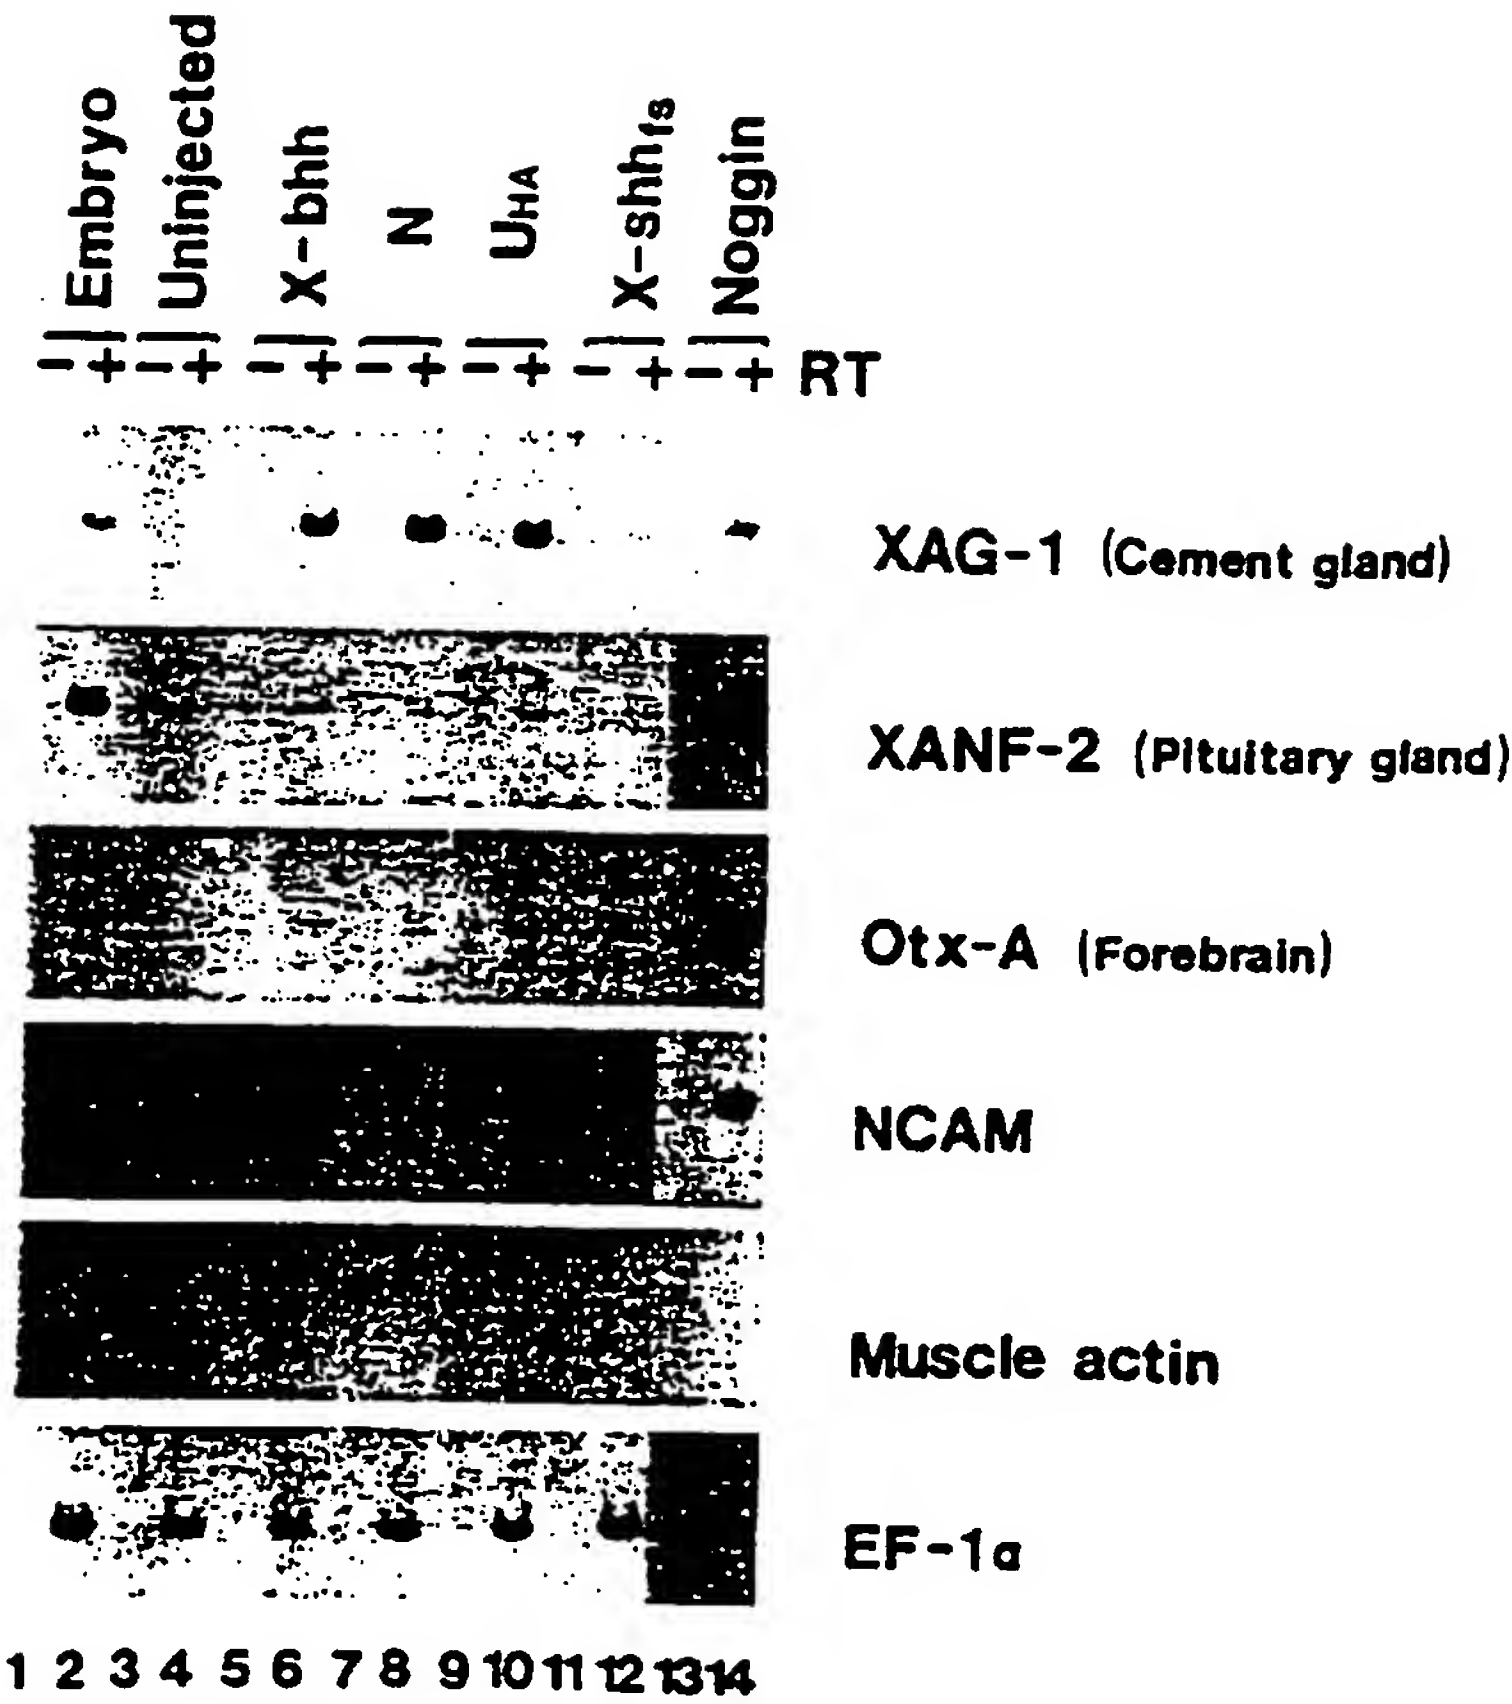 Embryo
Uninjected
X-bhh
N
UHA
X-shhfs
Noggin
- + - + - + - + - + - + - + RT
XAG-1 (Cement gland)
XANF-2 (Pituitary gland)
Otx-A (Forebrain)
NCAM
Muscle actin
EF-1α
1 2 3 4 5 6 7 8 9 10 11 12 13 14